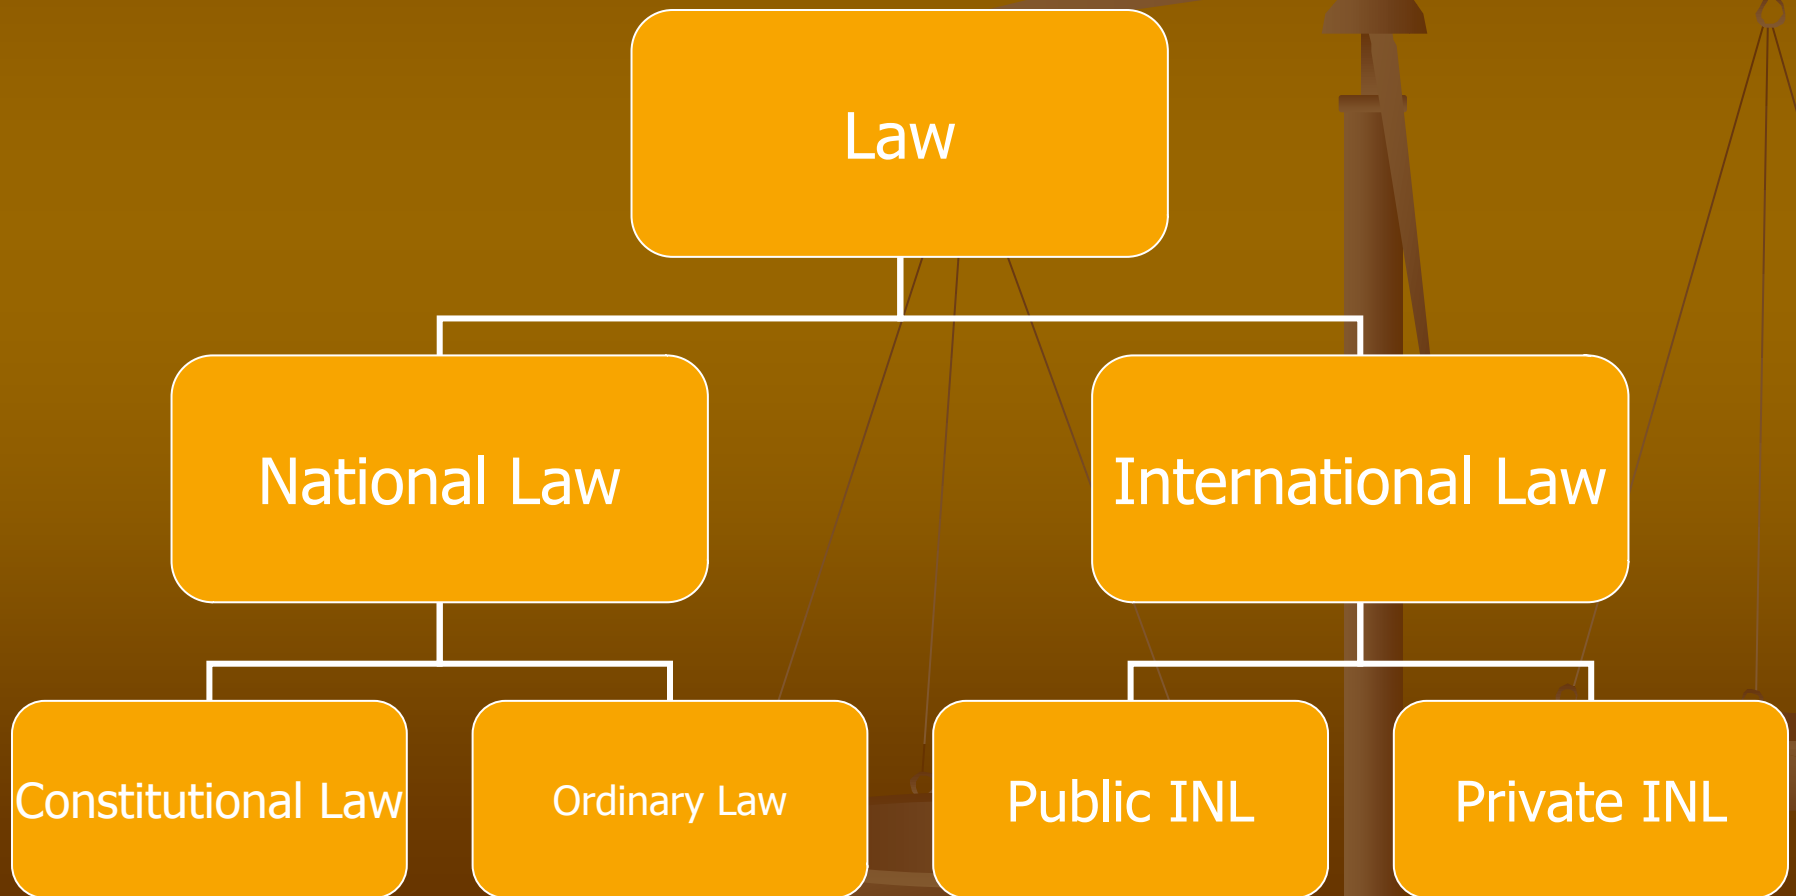 Law
National Law
International Law
Constitutional Law
Ordinary Law
Public INL
Private INL